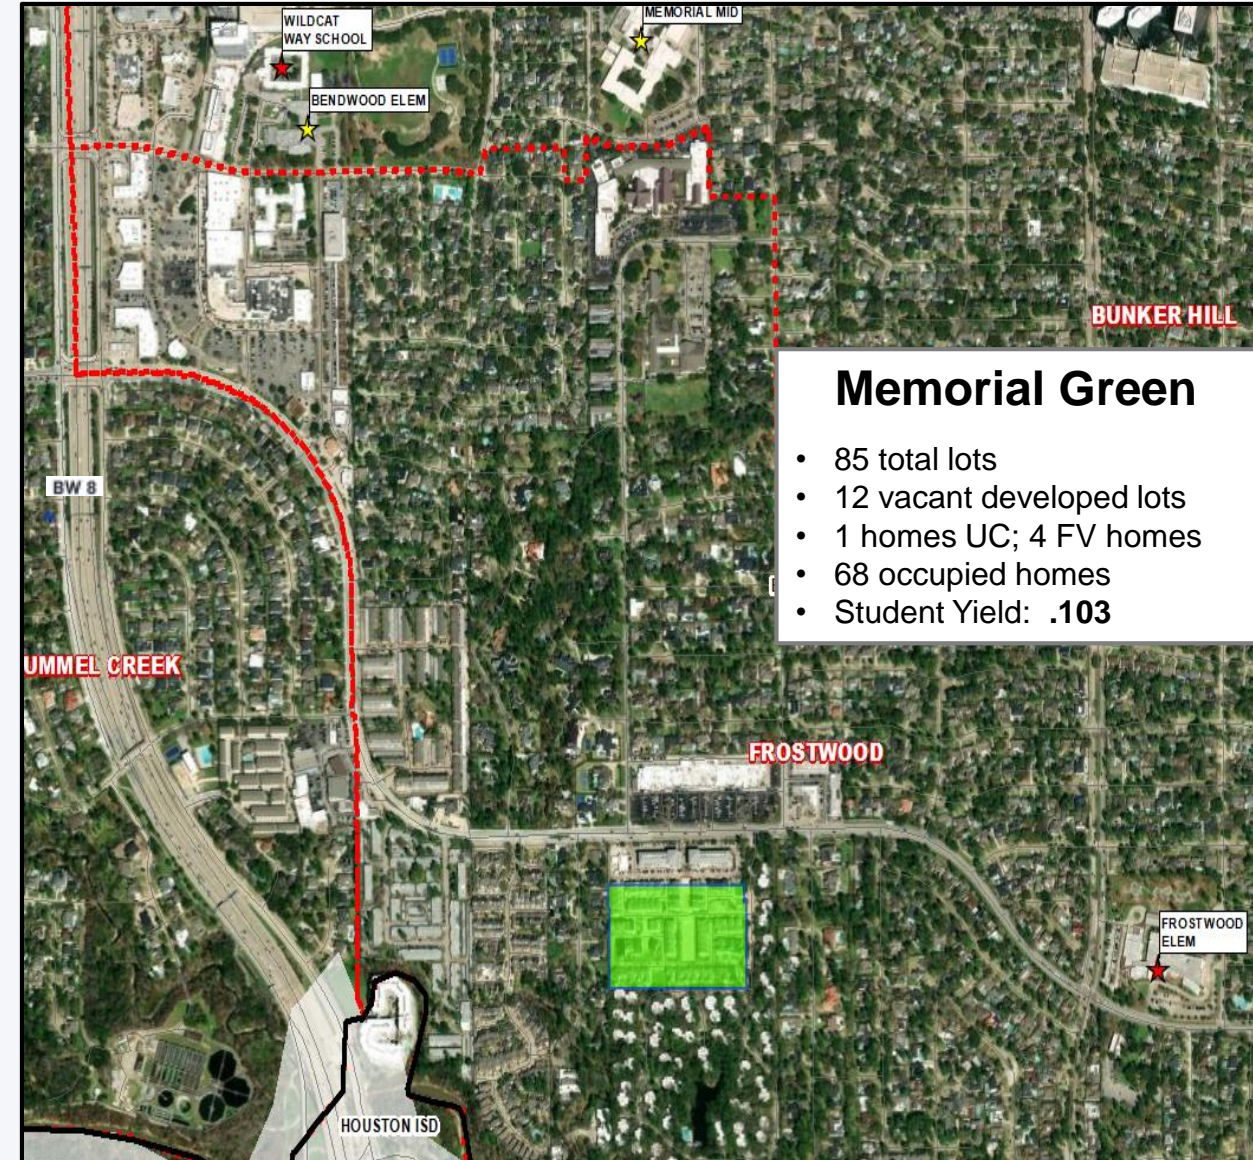 WILDCAT
WAY SCHOOL
MEMORIAL MID
BENDWOOD ELEM
BUNKER HILL
Memorial Green
• 85 total lots
• 12 vacant developed lots
• 1 homes UC; 4 FV homes
• 68 occupied homes
• Student Yield: .103
BW 8
UMMEL CREEK
FROSTWOOD
FROSTWOOD
ELEM
HOUSTON ISD